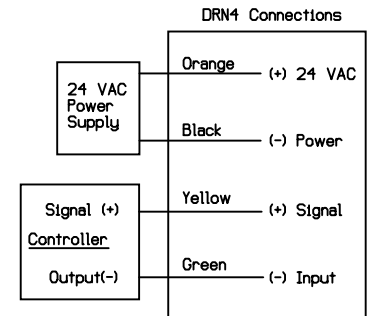 DRN4 Connections
24 VAC
Power
Supply
Orange
(+) 24 VAC
Black
(-) Power
Signal (+)
Controller
Output(-)
Yellow
(+) Signal
Green
(-) Input